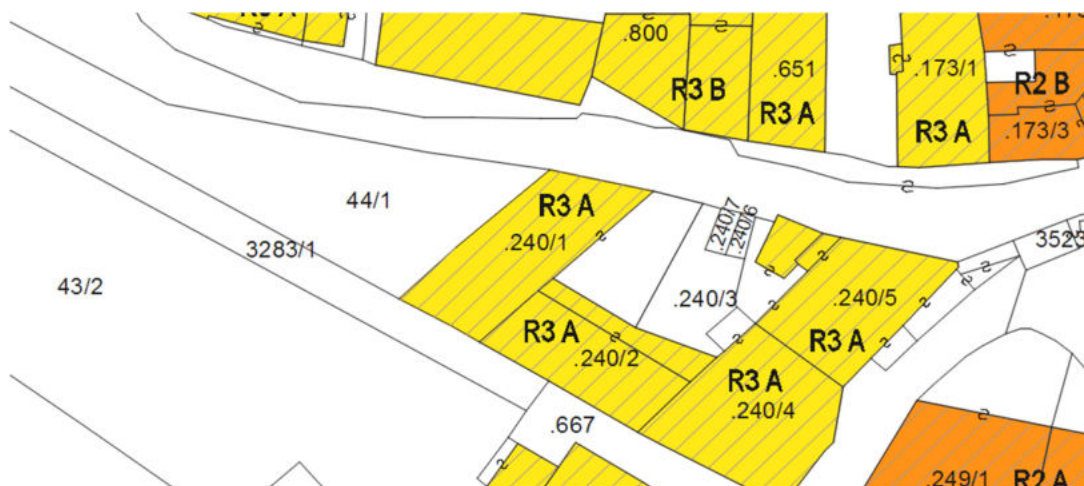 R3 A
.800
R3 B
.651
R3 A
.173/1
R3 A
R2 B
.173/3
44/1
R3 A
.240/1
.240/7
.240/6
3283/1
43/2
.240/3
.240/5
R3 A
R3 A
.240/2
R3 A
.240/4
.667
.249/1
R2 A